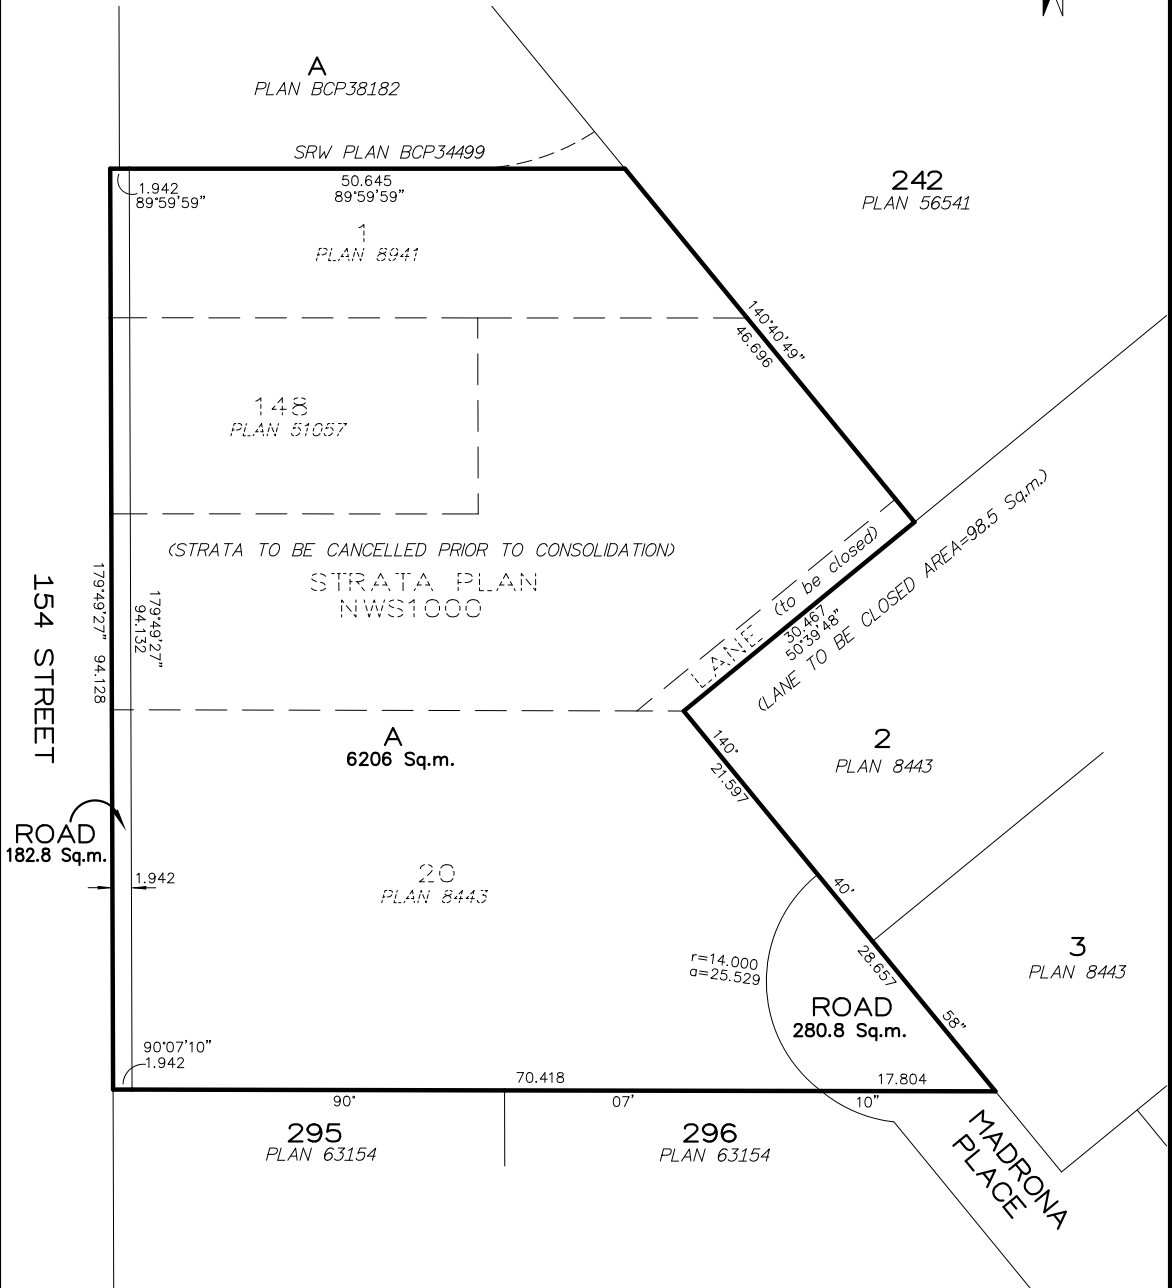 A
PLAN BCP38182
SRW PLAN BCP34499
242
PLAN 56541
1.942
89°59'59"
50.645
89°59'59"
1
PLAN 8941
140°40'49"
46.696
148
PLAN 51057
(STRATA TO BE CANCELLED PRIOR TO CONSOLIDATION)
STRATA PLAN
NWS1000
LANE (to be closed)
30.467
50°39'48"
(LANE TO BE CLOSED AREA=98.5 Sq.m.)
154 STREET
179°49'27" 94.128
179°49'27"
94.132
A
6206 Sq.m.
140°
21.597
2
PLAN 8443
ROAD
182.8 Sq.m.
1.942
20
PLAN 8443
40'
28.657
58"
3
PLAN 8443
r=14.000
a=25.529
ROAD
280.8 Sq.m.
90°07'10"
1.942
70.418
17.804
90°
07'
10"
295
PLAN 63154
296
PLAN 63154
MADRONA
PLACE